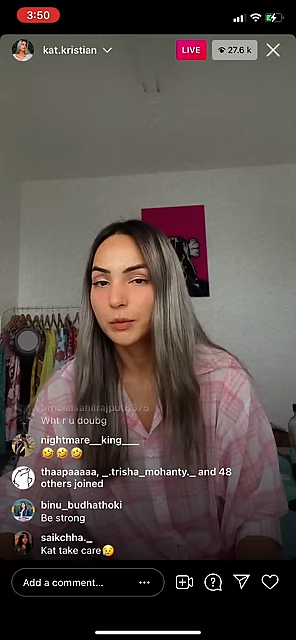 3:50
kat.kristian
LIVE
27.6 k
Wht r u doubg
nightmare__king___
🤣🤣🤣
thaapaaaaa, _.trisha_mohanty._ and 48
others joined
binu_budhathoki
Be strong
saikchha._
Kat take care😥
Add a comment...